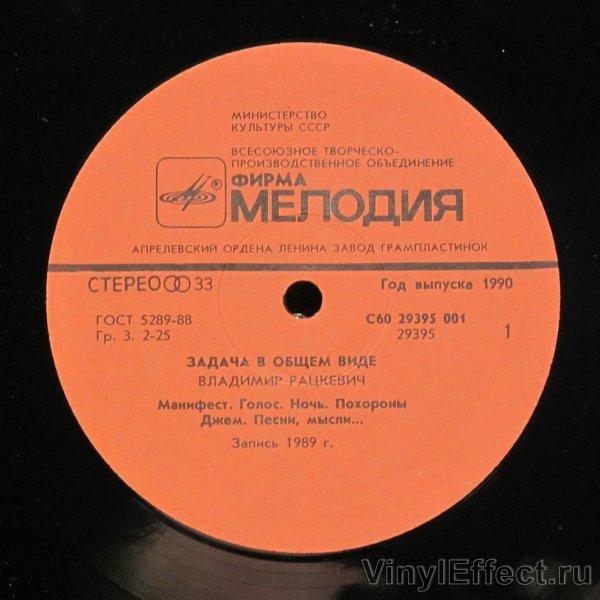 МИНИСТЕРСТВО
КУЛЬТУРЫ СССР
ВСЕСОЮЗНОЕ ТВОРЧЕСКО-
ПРОИЗВОДСТВЕННОЕ ОБЪЕДИНЕНИЕ
®
ФИРМА
МЕЛОДИЯ
АПРЕЛЕВСКИЙ ОРДЕНА ЛЕНИНА ЗАВОД ГРАМПЛАСТИНОК
СТЕРЕО 33
Год выпуска 1990
ГОСТ 5289-88
С60 29395 001
Гр. 3. 2-25
29395
1
ЗАДАЧА В ОБЩЕМ ВИДЕ
ВЛАДИМИР РАЦКЕВИЧ
Манифест. Голос. Ночь. Похороны
Джем. Песни, мысли...
Запись 1989 г.
VinylEffect.ru